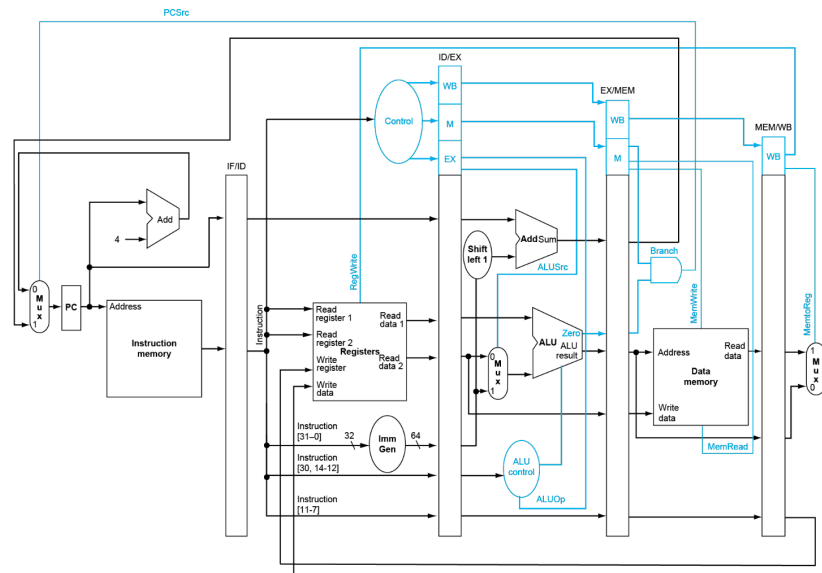 PCSrc
ID/EX
WB
EX/MEM
Control
M
WB
MEM/WB
EX
M
WB
IF/ID
Add
4
Shift
left 1
AddSum
Branch
RegWrite
ALUSrc
MemWrite
MemtoReg
0
M
u
x
1
PC
Address
Instruction
memory
Instruction
Read
register 1
Read
register 2
Write
register
Write
data
Registers
Read
data 1
Read
data 2
0
M
u
x
1
ALU
Zero
ALU
result
Address
Read
data
Data
memory
Write
data
1
M
u
x
0
MemRead
Instruction
[31–0]
32
Imm
Gen
64
Instruction
[30, 14-12]
ALU
control
ALUOp
Instruction
[11-7]